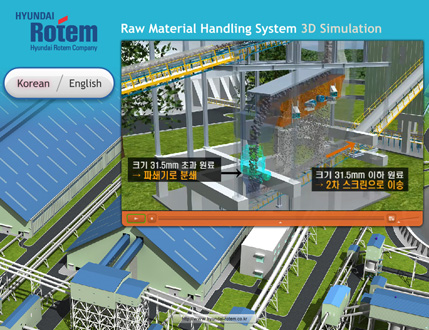 HYUNDAI
Rotem
Hyundai Rotem Company
Raw Material Handling System 3D Simulation
Korean / English
크기 31.5mm 초과 원료
→ 파쇄기로 분쇄
크기 31.5mm 이하 원료
→ 2차 스크린으로 이송